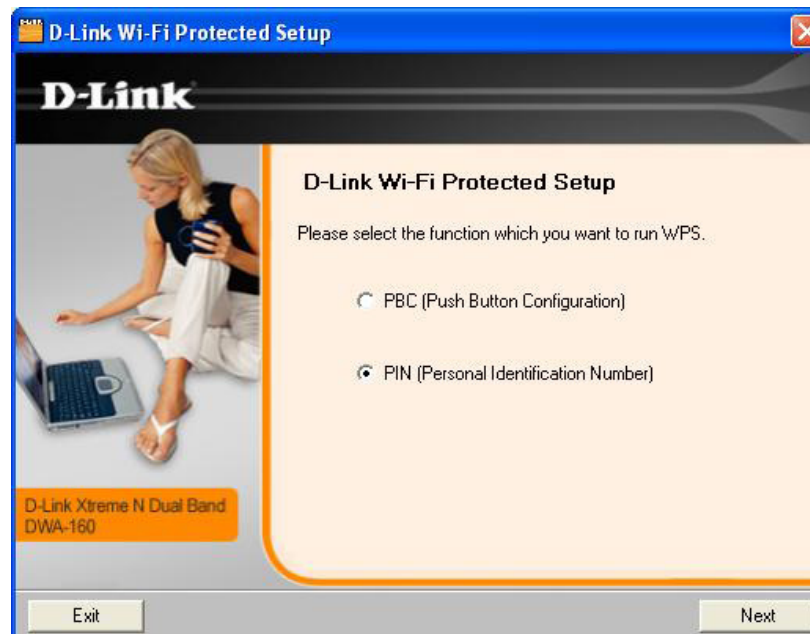 D-Link Wi-Fi Protected Setup
D-Link
D-Link Wi-Fi Protected Setup
Please select the function which you want to run WPS.
PBC (Push Button Configuration)
PIN (Personal Identification Number)
D-Link Xtreme N Dual Band
DWA-160
Exit
Next